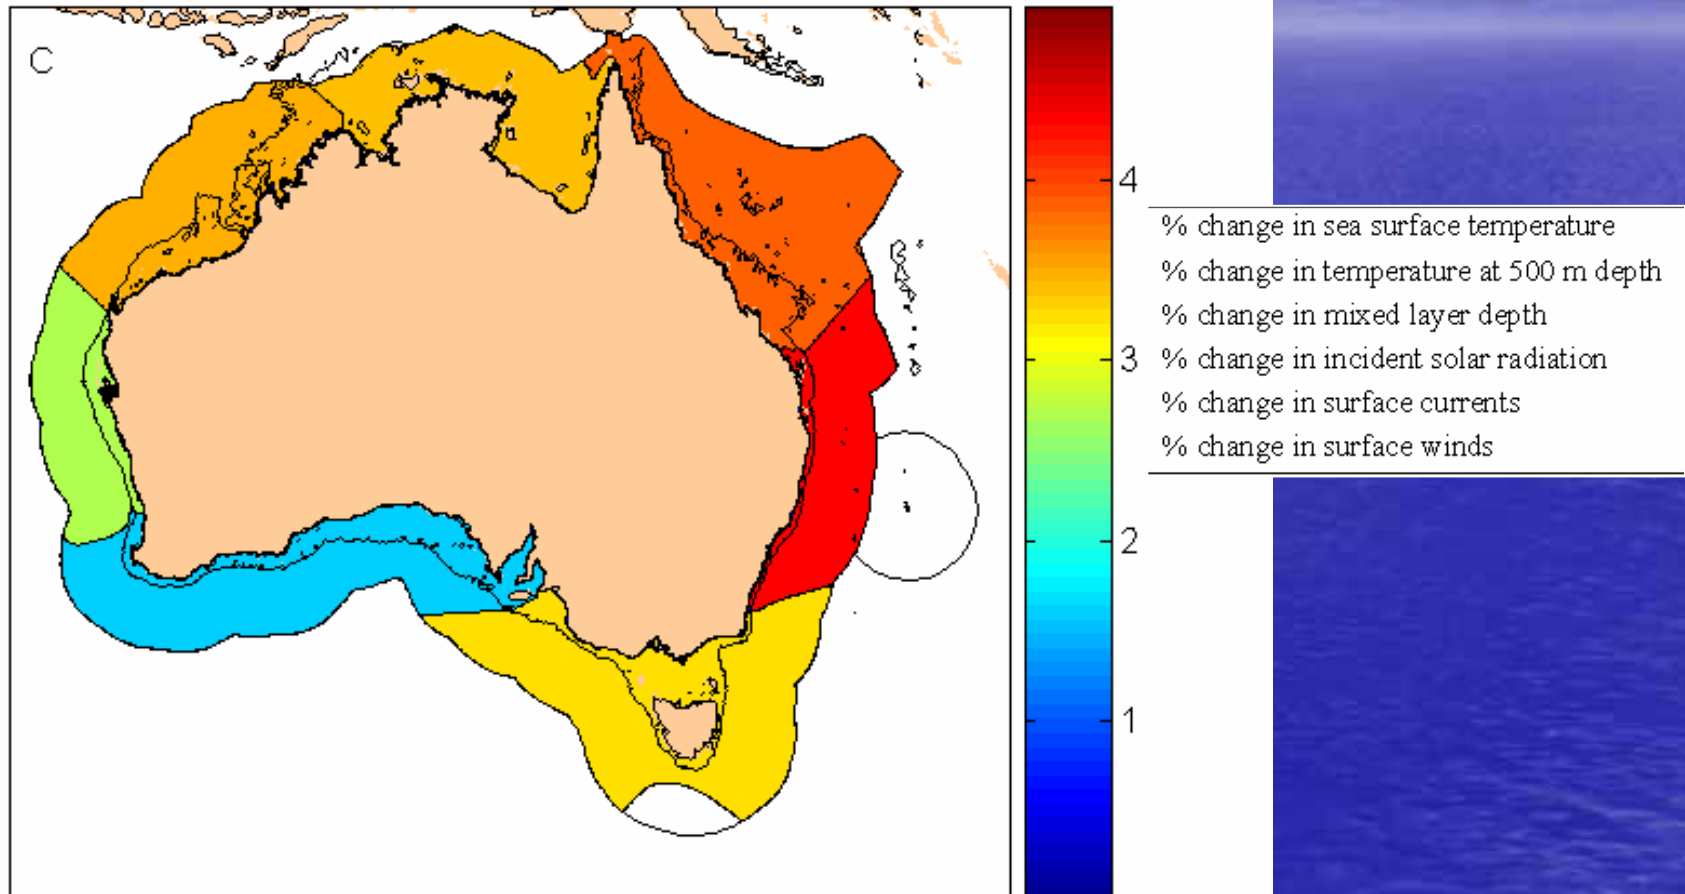 C
4
3
2
1
% change in sea surface temperature
% change in temperature at 500 m depth
% change in mixed layer depth
% change in incident solar radiation
% change in surface currents
% change in surface winds